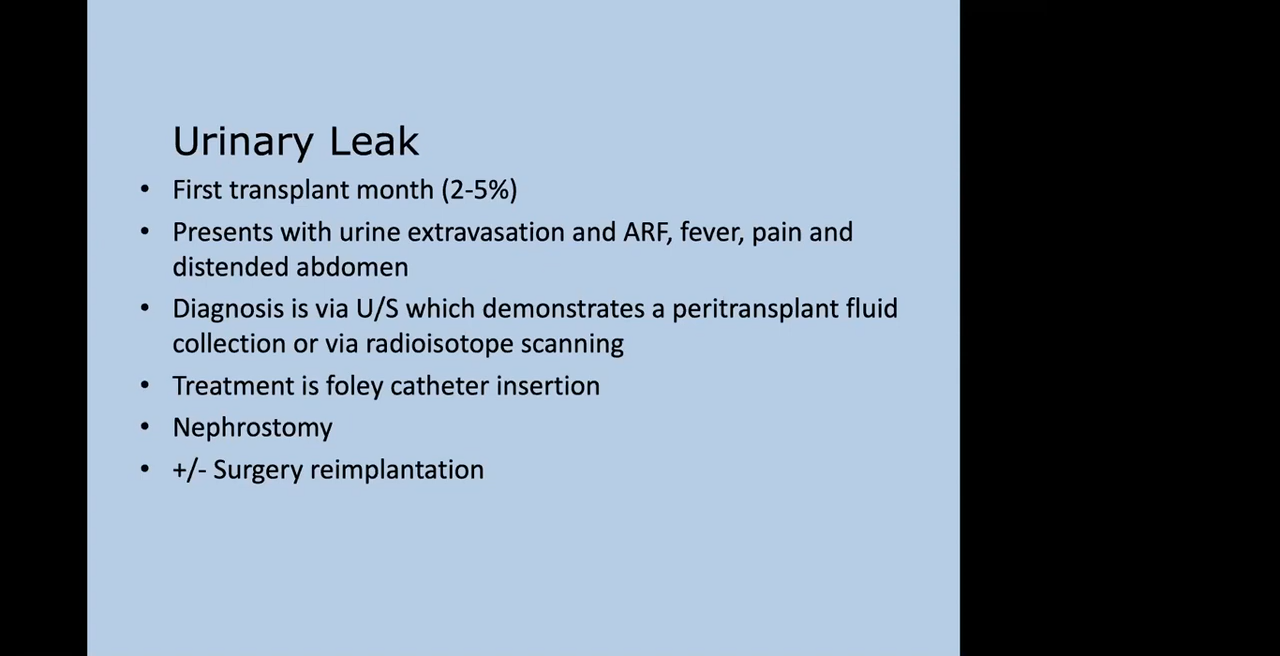 Urinary Leak
• First transplant month (2-5%)
• Presents with urine extravasation and ARF, fever, pain and
distended abdomen
• Diagnosis is via U/S which demonstrates a peritransplant fluid
collection or via radioisotope scanning
• Treatment is foley catheter insertion
• Nephrostomy
• +/- Surgery reimplantation